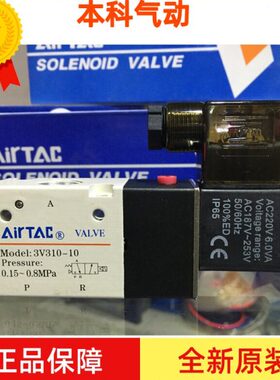 本科气动
AirTAC
SOLENOID VALVE
AirTAC® VALVE
Model: 3V310-10
Pressure:
0.15~0.8MPa
P R
AC220V 6.0VA
Voltage range:
AC187V~253V
50/60Hz
100%ED
IP65
正品保障
全新原装